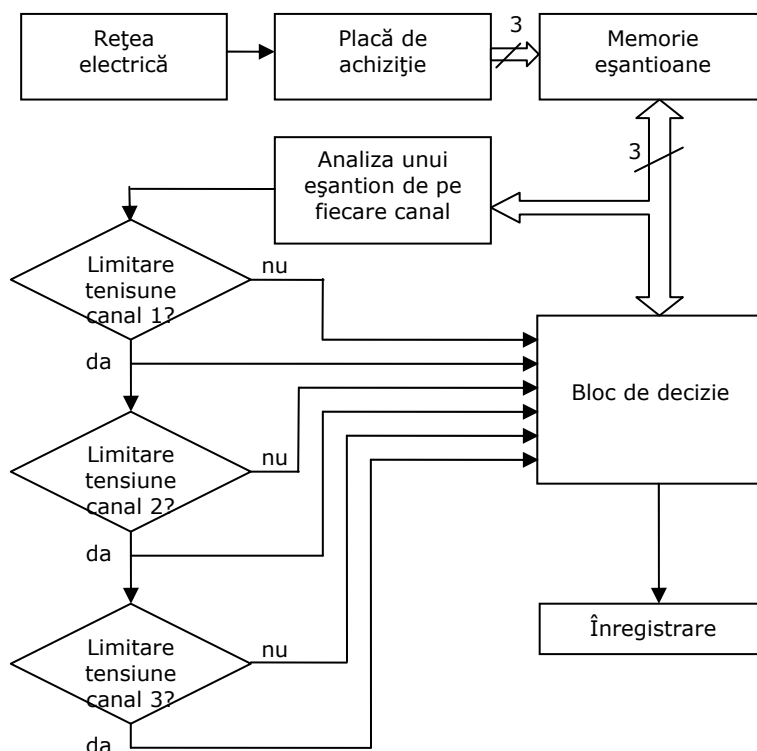 Reţea
electrică
Placă de
achiziţie
3
Memorie
eşantioane
3
Analiza unui
eşantion de pe
fiecare canal
Limitare
tenisune
canal 1?
nu
da
Bloc de decizie
Limitare
tensiune
canal 2?
nu
da
Înregistrare
Limitare
tensiune
canal 3?
nu
da